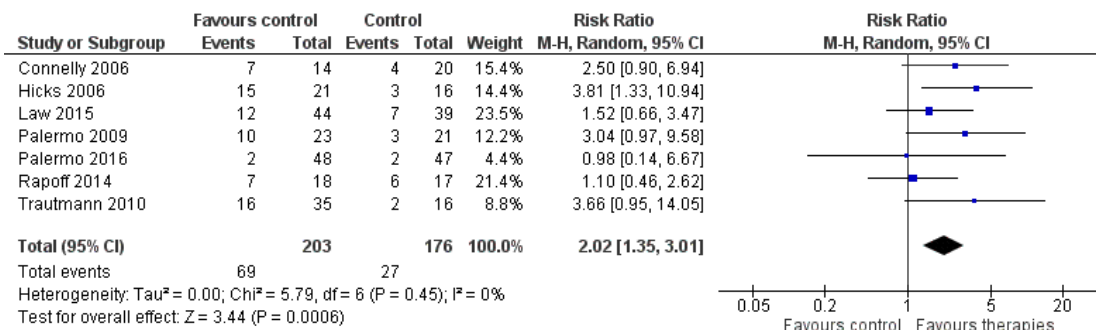 Favours control Control Risk Ratio Risk Ratio
Study or Subgroup Events Total Events Total Weight M-H, Random, 95% CI M-H, Random, 95% CI
Connelly 2006 7 14 4 20 15.4% 2.50 [0.90, 6.94]
Hicks 2006 15 21 3 16 14.4% 3.81 [1.33, 10.94]
Law 2015 12 44 7 39 23.5% 1.52 [0.66, 3.47]
Palermo 2009 10 23 3 21 12.2% 3.04 [0.97, 9.58]
Palermo 2016 2 48 2 47 4.4% 0.98 [0.14, 6.67]
Rapoff 2014 7 18 6 17 21.4% 1.10 [0.46, 2.62]
Trautmann 2010 16 35 2 16 8.8% 3.66 [0.95, 14.05]
Total (95% CI) 203 176 100.0% 2.02 [1.35, 3.01]
Total events 69 27
Heterogeneity: Tau² = 0.00; Chi² = 5.79, df = 6 (P = 0.45); I² = 0%
Test for overall effect: Z = 3.44 (P = 0.0006)
0.05 0.2 1 5 20
Favours control Favours therapies